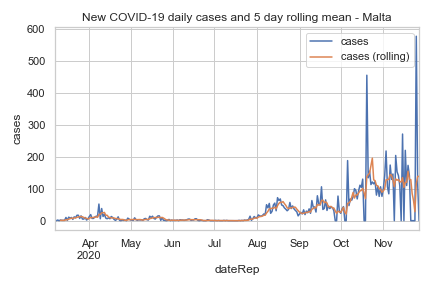 New COVID-19 daily cases and 5 day rolling mean - Malta
cases
cases (rolling)
600
500
400
300
200
100
0
cases
Apr May Jun Jul Aug Sep Oct Nov
2020
dateRep